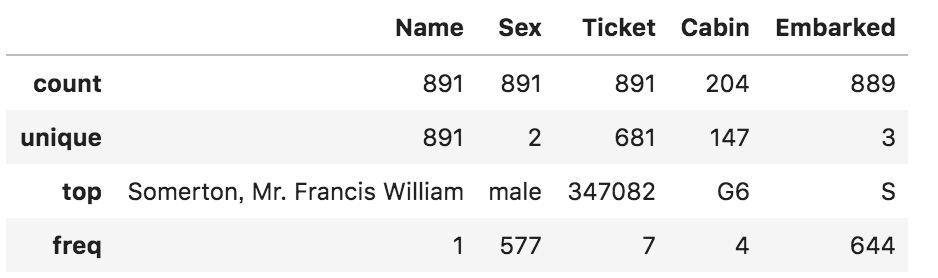 Name Sex Ticket Cabin Embarked
count 891 891 891 204 889
unique 891 2 681 147 3
top Somerton, Mr. Francis William male 347082 G6 S
freq 1 577 7 4 644